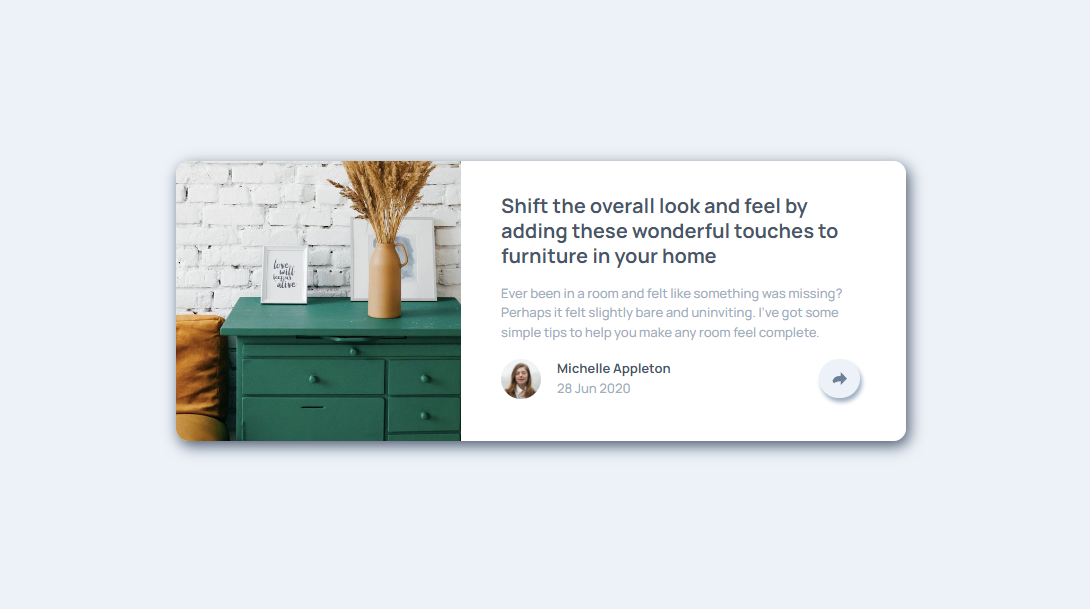 love
will
keep us
alive
Shift the overall look and feel by
adding these wonderful touches to
furniture in your home
Ever been in a room and felt like something was missing?
Perhaps it felt slightly bare and uninviting. I’ve got some
simple tips to help you make any room feel complete.
Michelle Appleton
28 Jun 2020